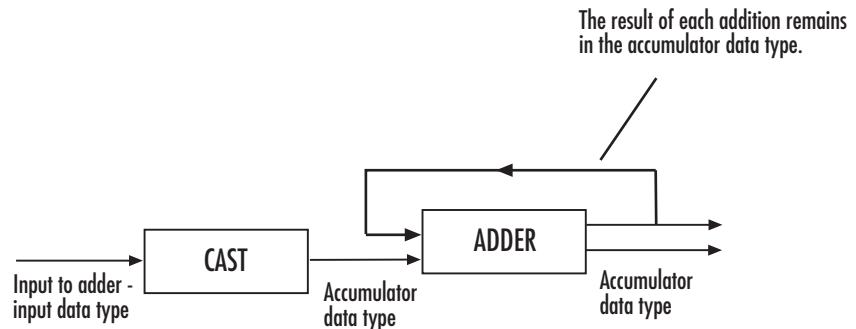 The result of each addition remains
in the accumulator data type.
CAST
ADDER
Input to adder -
input data type
Accumulator
data type
Accumulator
data type